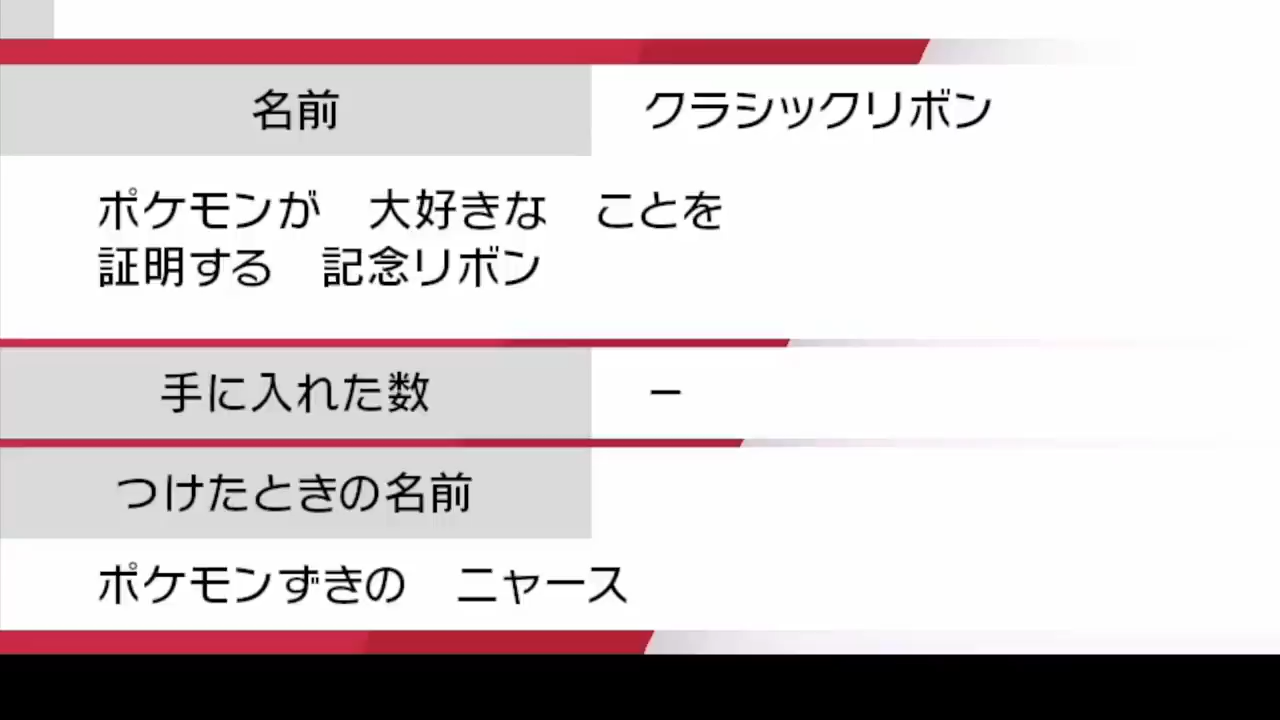 名前
クラシックリボン
ポケモンが　大好きな　ことを
証明する　記念リボン
手に入れた数
ー
つけたときの名前
ポケモンずきの　ニャース